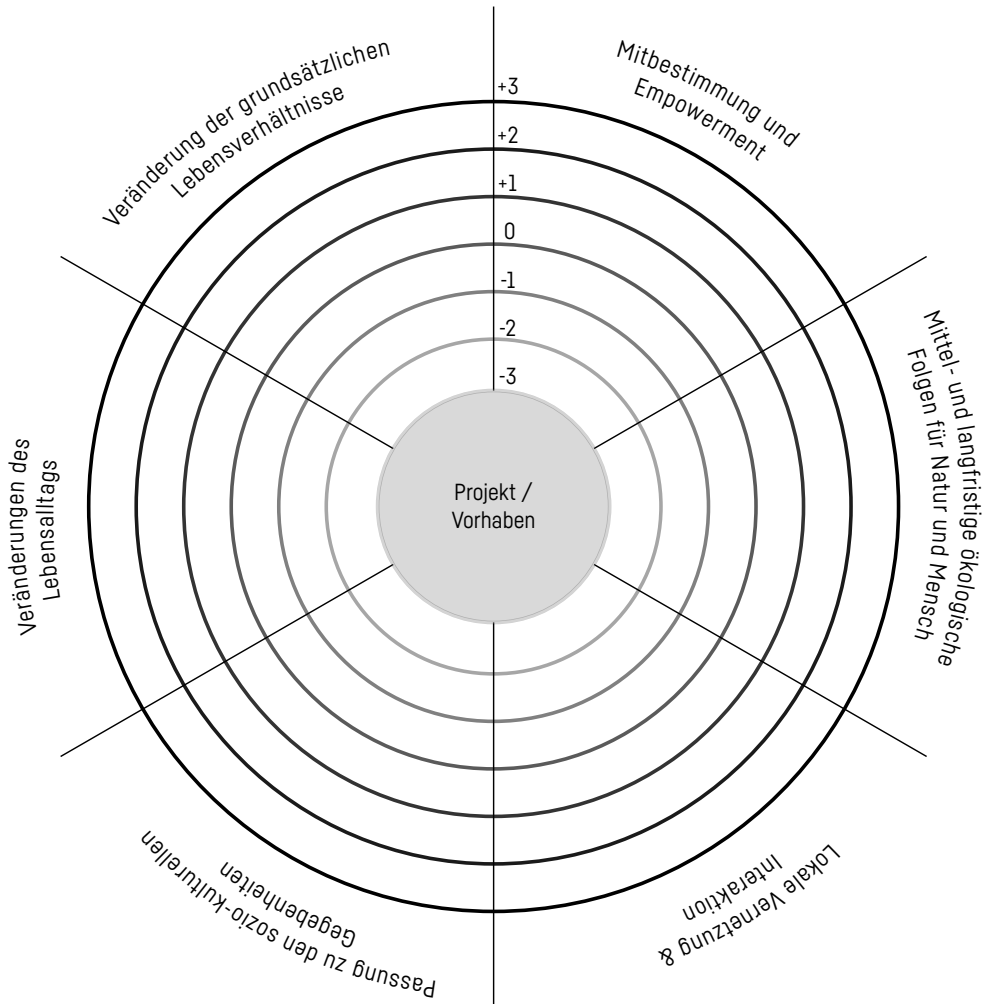 Veränderung der grundsätzlichen
Lebensverhältnisse
Mitbestimmung und
Empowerment
+3
+2
+1
0
-1
-2
-3
Mittel- und langfristige ökologische
Folgen für Natur und Mensch
Projekt /
Vorhaben
Veränderungen des
Lebensalltags
Passung zu den sozio-kulturellen
Gegebenheiten
Lokale Vernetzung &
Interaktion